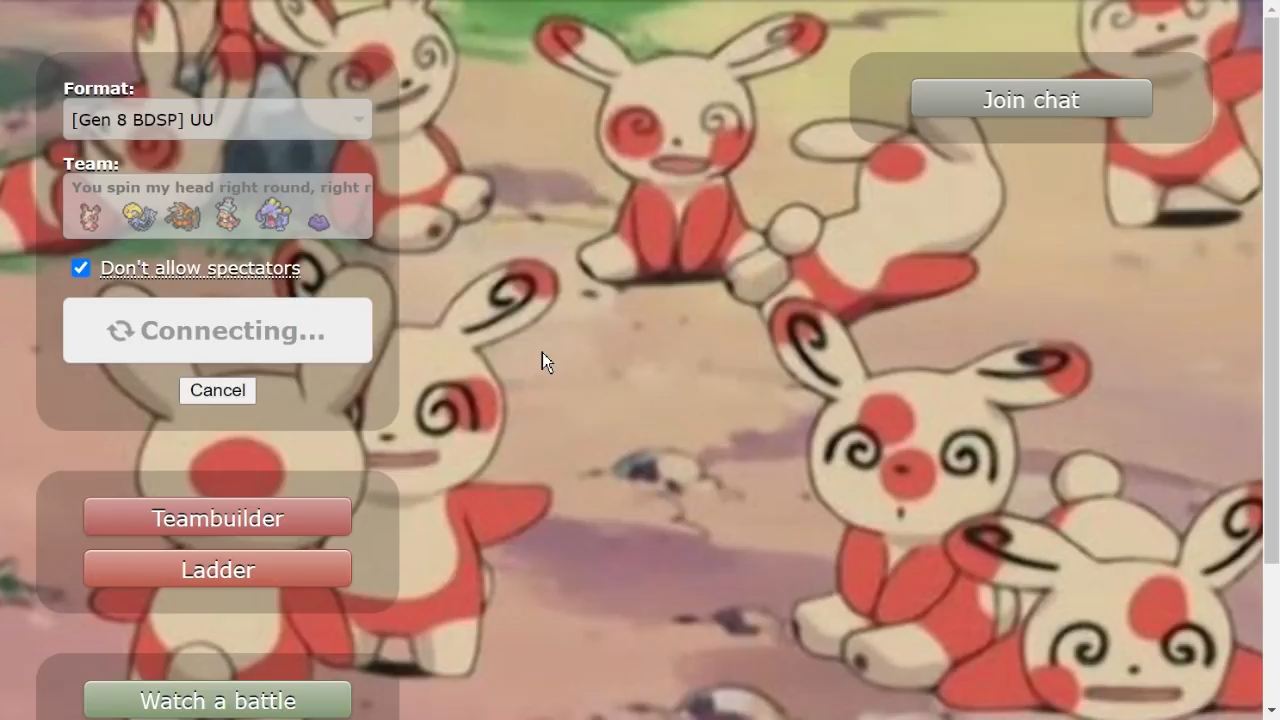 Format:
[Gen 8 BDSP] UU
Team:
You spin my head right round, right r
Don't allow spectators
Connecting...
Cancel
Teambuilder
Ladder
Watch a battle
Join chat